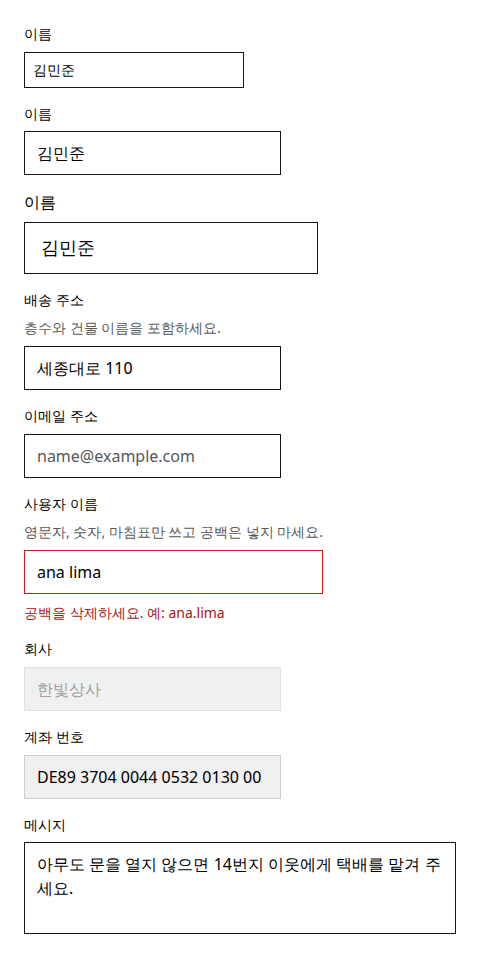 이름
김민준
이름
김민준
이름
김민준
배송 주소
층수와 건물 이름을 포함하세요.
세종대로 110
이메일 주소
name@example.com
사용자 이름
영문자, 숫자, 마침표만 쓰고 공백은 넣지 마세요.
ana lima
공백을 삭제하세요. 예: ana.lima
회사
한빛상사
계좌 번호
DE89 3704 0044 0532 0130 00
메시지
아무도 문을 열지 않으면 14번지 이웃에게 택배를 맡겨 주
세요.